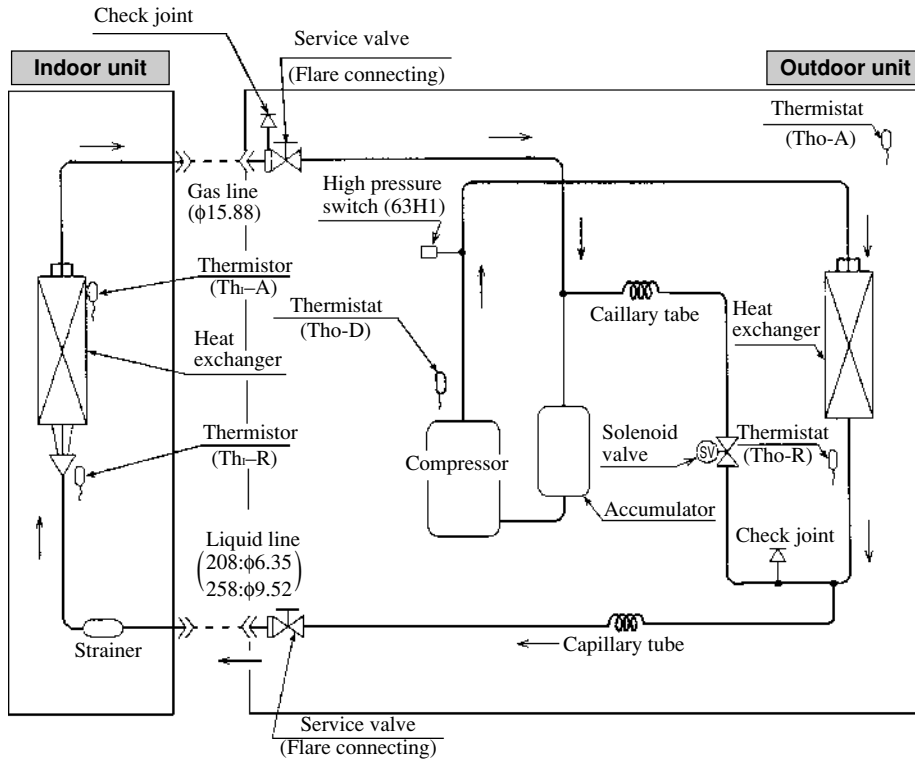 Check joint
Service valve
(Flare connecting)
Indoor unit
Outdoor unit
Thermistat
(Tho-A)
Gas line
(ϕ15.88)
High pressure
switch (63H1)
Thermistor
(Thı–A)
Thermistat
(Tho-D)
Caillary tabe
Heat
exchanger
Heat
exchanger
Thermistor
(Thı–R)
Compressor
Solenoid
valve
SV
Thermistat
(Tho-R)
Accumulator
Liquid line
(208:ϕ6.35
258:ϕ9.52)
Check joint
Strainer
Capillary tube
Service valve
(Flare connecting)